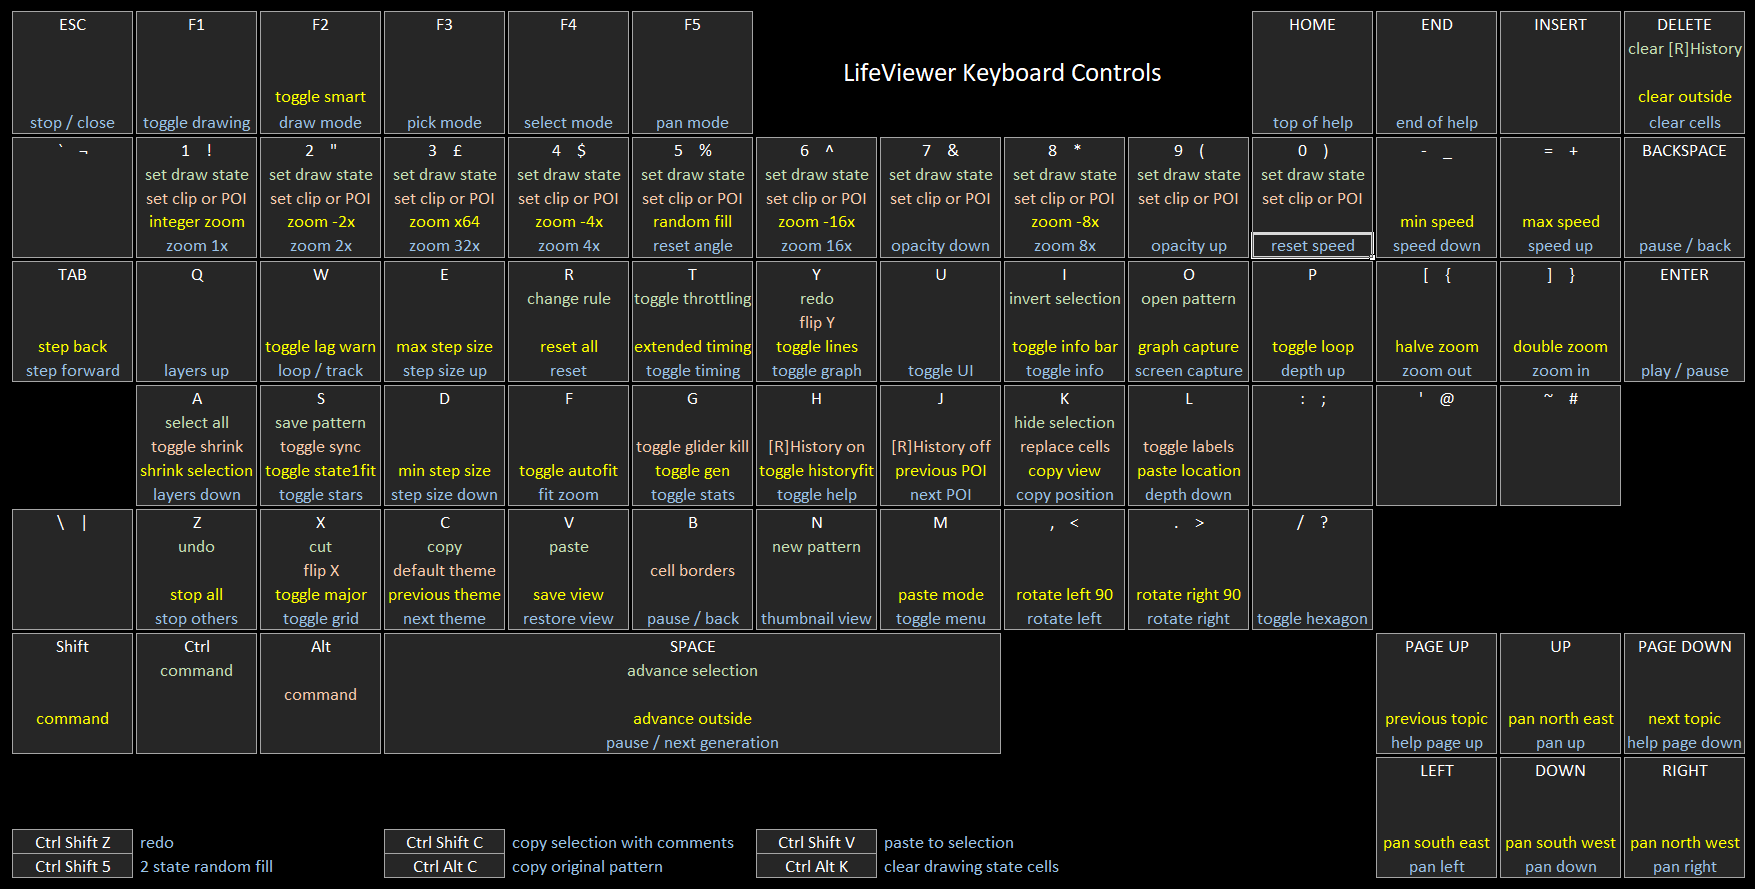 LifeViewer Keyboard Controls
ESC
stop / close
F1
toggle drawing
F2
toggle smart
draw mode
F3
pick mode
F4
select mode
F5
pan mode
HOME
top of help
END
end of help
INSERT
DELETE
clear [R]History
clear outside
clear cells
` ¬
1 !
set draw state
set clip or POI
integer zoom
zoom 1x
2 "
set draw state
set clip or POI
zoom -2x
zoom 2x
3 £
set draw state
set clip or POI
zoom x64
zoom 32x
4 $
set draw state
set clip or POI
zoom -4x
zoom 4x
5 %
set draw state
set clip or POI
random fill
reset angle
6 ^
set draw state
set clip or POI
zoom -16x
zoom 16x
7 &
set draw state
set clip or POI
opacity down
8 *
set draw state
set clip or POI
zoom -8x
zoom 8x
9 (
set draw state
set clip or POI
opacity up
0 )
set draw state
set clip or POI
reset speed
- _
min speed
speed down
= +
max speed
speed up
BACKSPACE
pause / back
TAB
step back
step forward
Q
layers up
W
toggle lag warn
loop / track
E
max step size
step size up
R
change rule
reset all
reset
T
toggle throttling
extended timing
toggle timing
Y
redo
flip Y
toggle lines
toggle graph
U
toggle UI
I
invert selection
toggle info bar
toggle info
O
open pattern
graph capture
screen capture
P
toggle loop
depth up
[ {
halve zoom
zoom out
] }
double zoom
zoom in
ENTER
play / pause
A
select all
toggle shrink
shrink selection
layers down
S
save pattern
toggle sync
toggle state1fit
toggle stars
D
min step size
step size down
F
toggle autofit
fit zoom
G
toggle glider kill
toggle gen
toggle stats
H
[R]History on
toggle historyfit
toggle help
J
[R]History off
previous POI
next POI
K
hide selection
replace cells
copy view
copy position
L
toggle labels
paste location
depth down
: ;
' @
~ #
\ |
Z
undo
stop all
stop others
X
cut
flip X
toggle major
toggle grid
C
copy
default theme
previous theme
next theme
V
paste
save view
restore view
B
cell borders
pause / back
N
new pattern
thumbnail view
M
paste mode
toggle menu
, <
rotate left 90
rotate left
. >
rotate right 90
rotate right
/ ?
toggle hexagon
Shift
command
Ctrl
command
Alt
command
SPACE
advance selection
advance outside
pause / next generation
PAGE UP
previous topic
help page up
UP
pan north east
pan up
PAGE DOWN
next topic
help page down
LEFT
pan south east
pan left
DOWN
pan south west
pan down
RIGHT
pan north west
pan right
Ctrl Shift Z redo
Ctrl Shift 5 2 state random fill
Ctrl Shift C copy selection with comments
Ctrl Alt C copy original pattern
Ctrl Shift V paste to selection
Ctrl Alt K clear drawing state cells